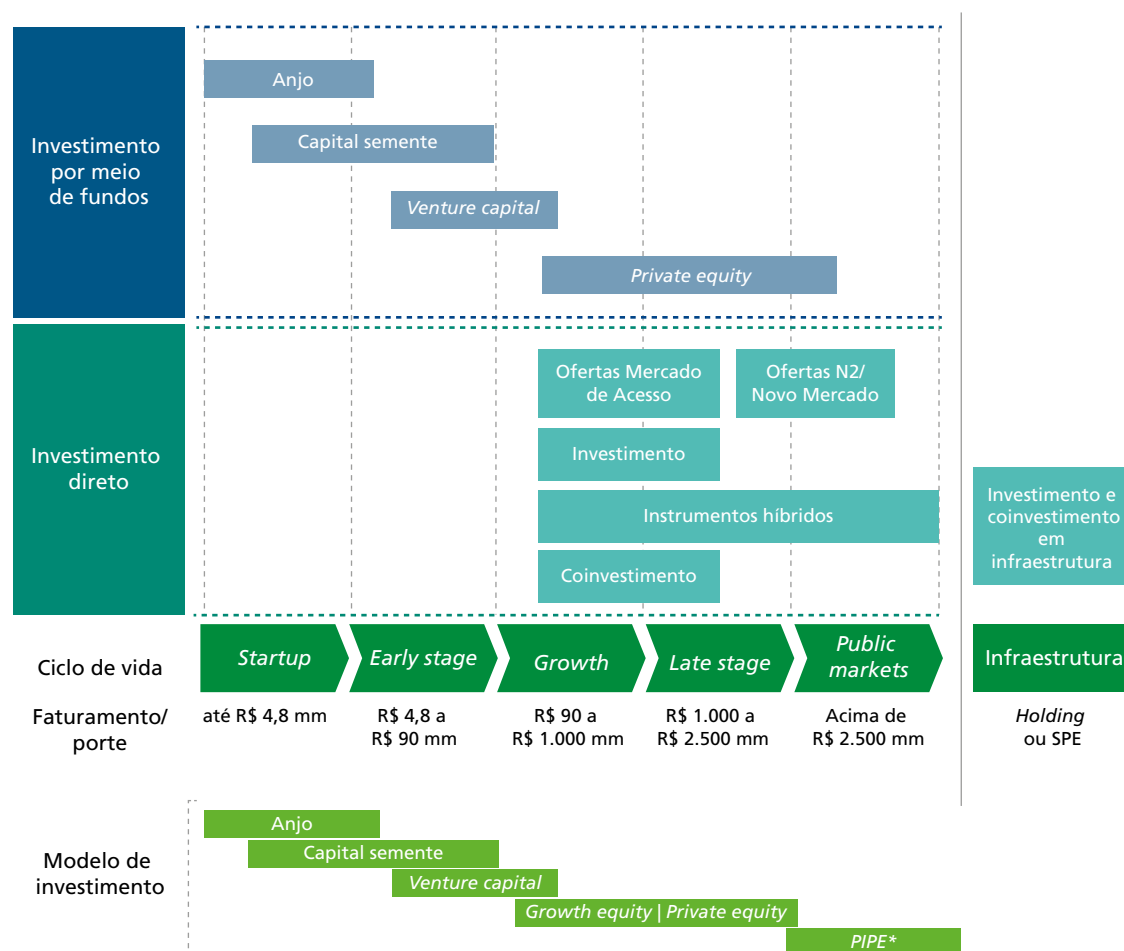 Investimento
por meio
de fundos
Anjo
Capital semente
Venture capital
Private equity
Investimento
direto
Ofertas Mercado
de Acesso
Ofertas N2/
Novo Mercado
Investimento
Instrumentos híbridos
Coinvestimento
Investimento e
coinvestimento
em
infraestrutura
Ciclo de vida
Startup
Early stage
Growth
Late stage
Public
markets
Infraestrutura
Faturamento/
porte
até R$ 4,8 mm
R$ 4,8 a
R$ 90 mm
R$ 90 a
R$ 1.000 mm
R$ 1.000 a
R$ 2.500 mm
Acima de
R$ 2.500 mm
Holding
ou SPE
Modelo de
investimento
Anjo
Capital semente
Venture capital
Growth equity | Private equity
PIPE*